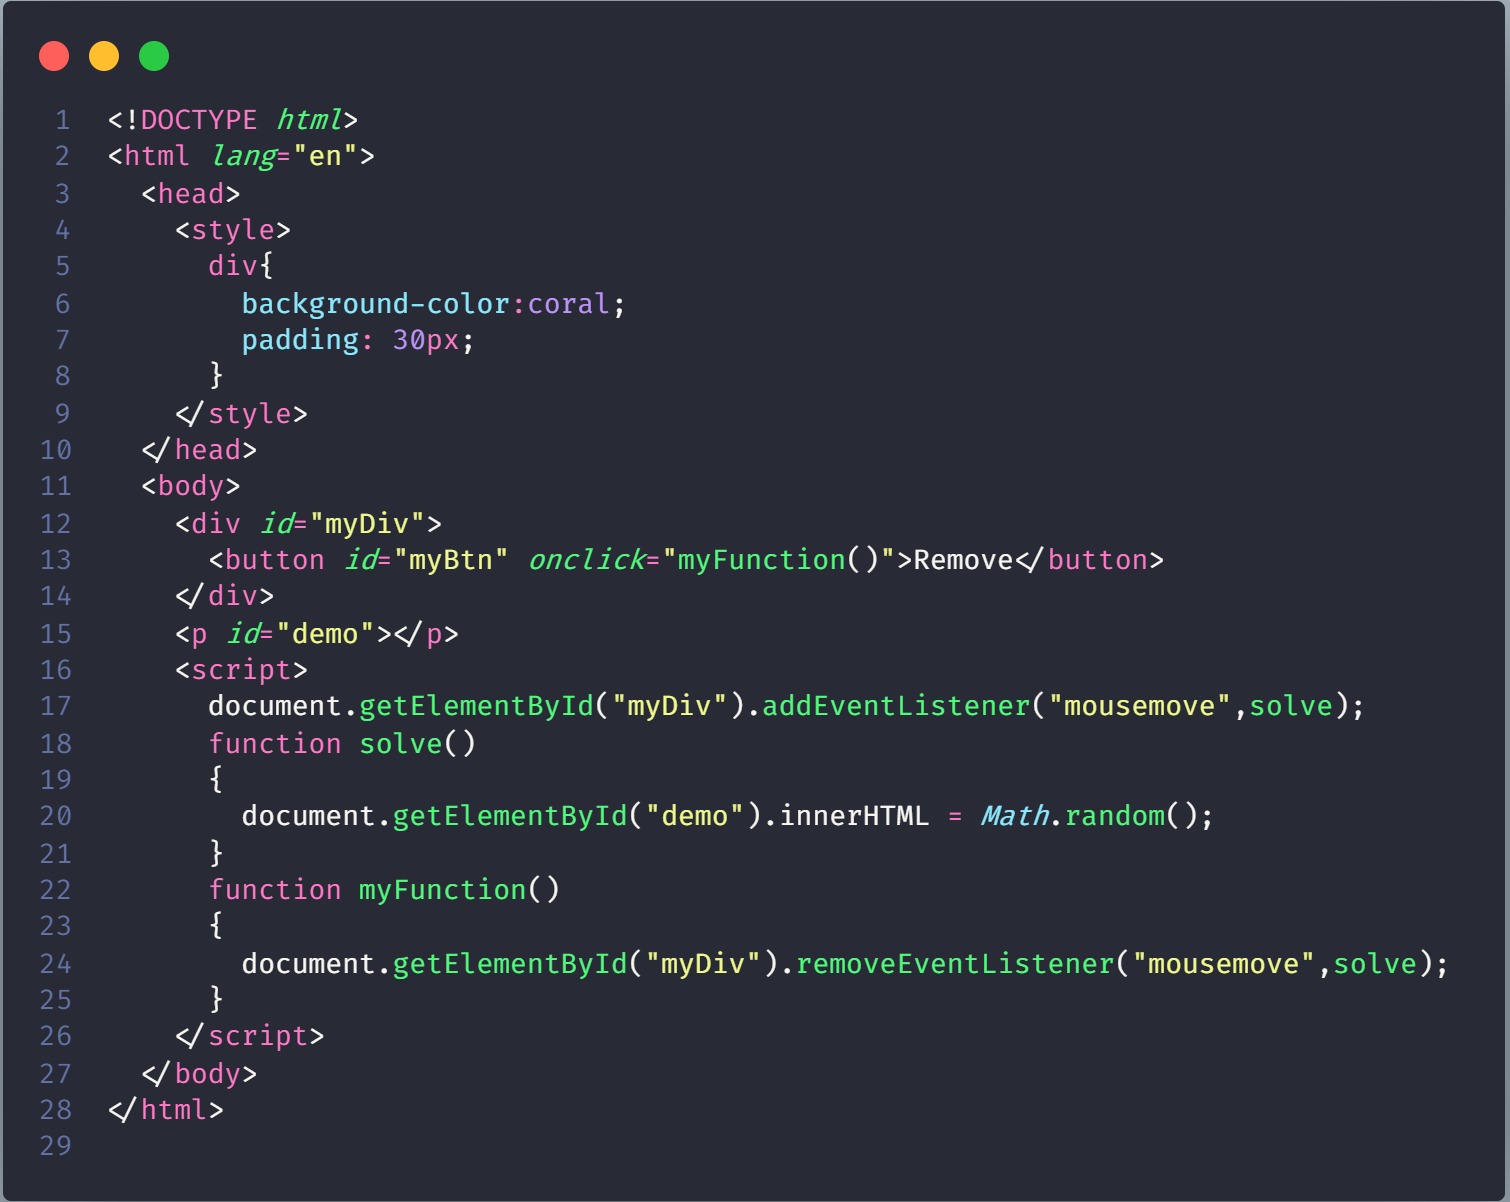 1 <!DOCTYPE html>
2 <html lang="en">
3   <head>
4     <style>
5       div{
6         background-color:coral;
7         padding: 30px;
8       }
9     </style>
10   </head>
11   <body>
12     <div id="myDiv">
13       <button id="myBtn" onclick="myFunction()">Remove</button>
14     </div>
15     <p id="demo"></p>
16     <script>
17       document.getElementById("myDiv").addEventListener("mousemove",solve);
18       function solve()
19       {
20         document.getElementById("demo").innerHTML = Math.random();
21       }
22       function myFunction()
23       {
24         document.getElementById("myDiv").removeEventListener("mousemove",solve);
25       }
26     </script>
27   </body>
28 </html>
29